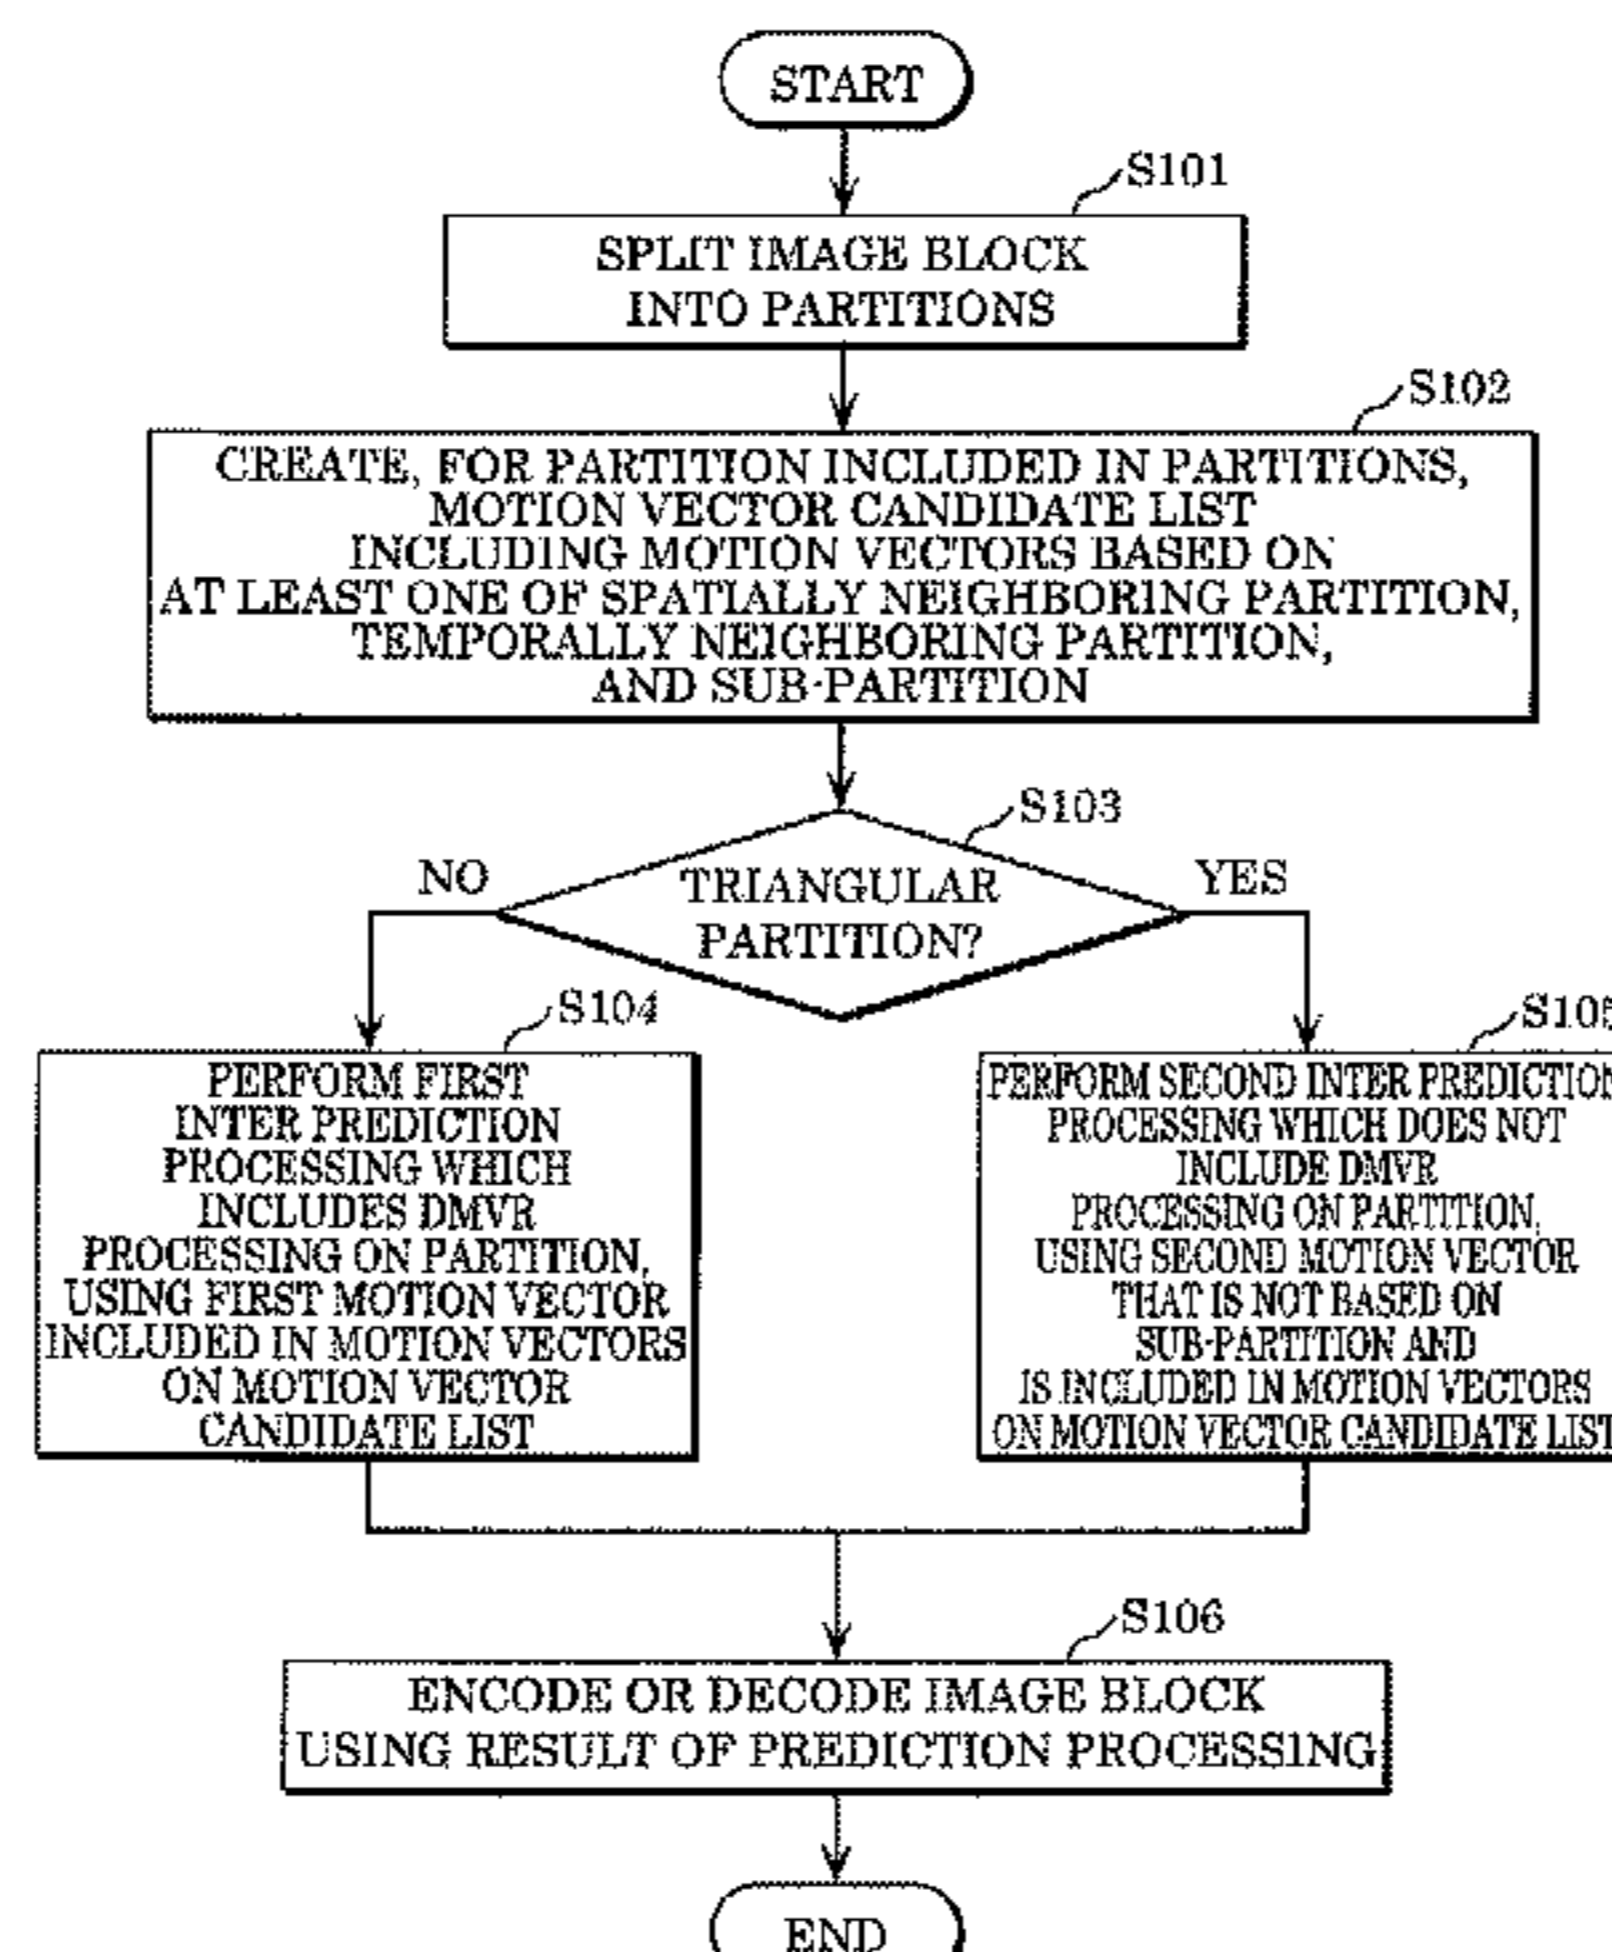 START
S101
SPLIT IMAGE BLOCK
INTO PARTITIONS
S102
CREATE, FOR PARTITION INCLUDED IN PARTITIONS,
MOTION VECTOR CANDIDATE LIST
INCLUDING MOTION VECTORS BASED ON
AT LEAST ONE OF SPATIALLY NEIGHBORING PARTITION,
TEMPORALLY NEIGHBORING PARTITION,
AND SUB-PARTITION
S103
NO
TRIANGULAR
PARTITION?
YES
S104
PERFORM FIRST
INTER PREDICTION
PROCESSING WHICH
INCLUDES DMVR
PROCESSING ON PARTITION,
USING FIRST MOTION VECTOR
INCLUDED IN MOTION VECTORS
ON MOTION VECTOR
CANDIDATE LIST
S105
PERFORM SECOND INTER PREDICTION
PROCESSING WHICH DOES NOT
INCLUDE DMVR
PROCESSING ON PARTITION,
USING SECOND MOTION VECTOR
THAT IS NOT BASED ON
SUB-PARTITION AND
IS INCLUDED IN MOTION VECTORS
ON MOTION VECTOR CANDIDATE LIST
S106
ENCODE OR DECODE IMAGE BLOCK
USING RESULT OF PREDICTION PROCESSING
END